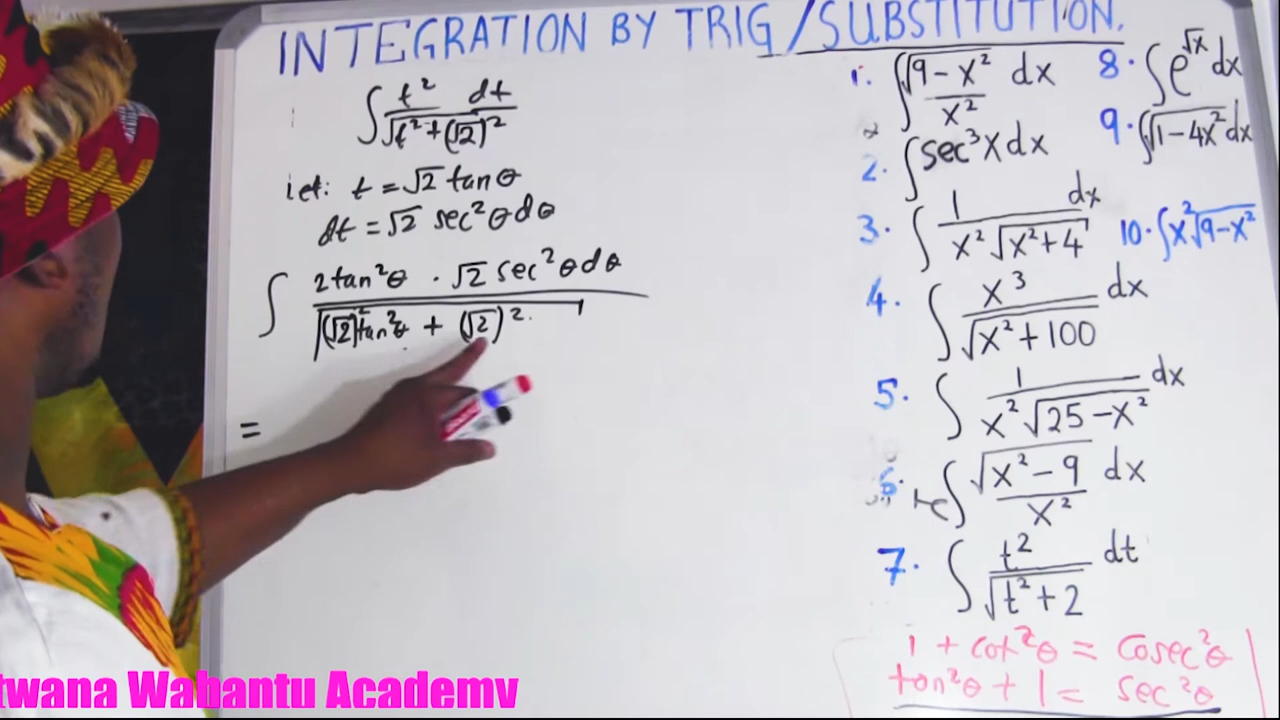 INTEGRATION BY TRIG/SUBSTITUTION.
∫ t² dt / √(t² + (√2)²)
let: t = √2 tanθ
dt = √2 sec²θ dθ
∫ 2tan²θ · √2 sec²θ dθ / √((√2)² tan²θ + (√2)²)
=
1. ∫ √(9 - x²) / x² dx
2. ∫ sec³x dx
3. ∫ 1 / (x² √(x² + 4)) dx
4. ∫ x³ / √(x² + 100) dx
5. ∫ 1 / (x² √(25 - x²)) dx
6. ∫ √(x² - 9) / x² dx
7. ∫ t² / √(t² + 2) dt
8. ∫ e^√x dx
9. ∫ √(1 - 4x²) dx
10. ∫ x² √(9 - x²)
1 + cot²θ = cosec²θ
tan²θ + 1 = sec²θ
twana Wabantu Academy